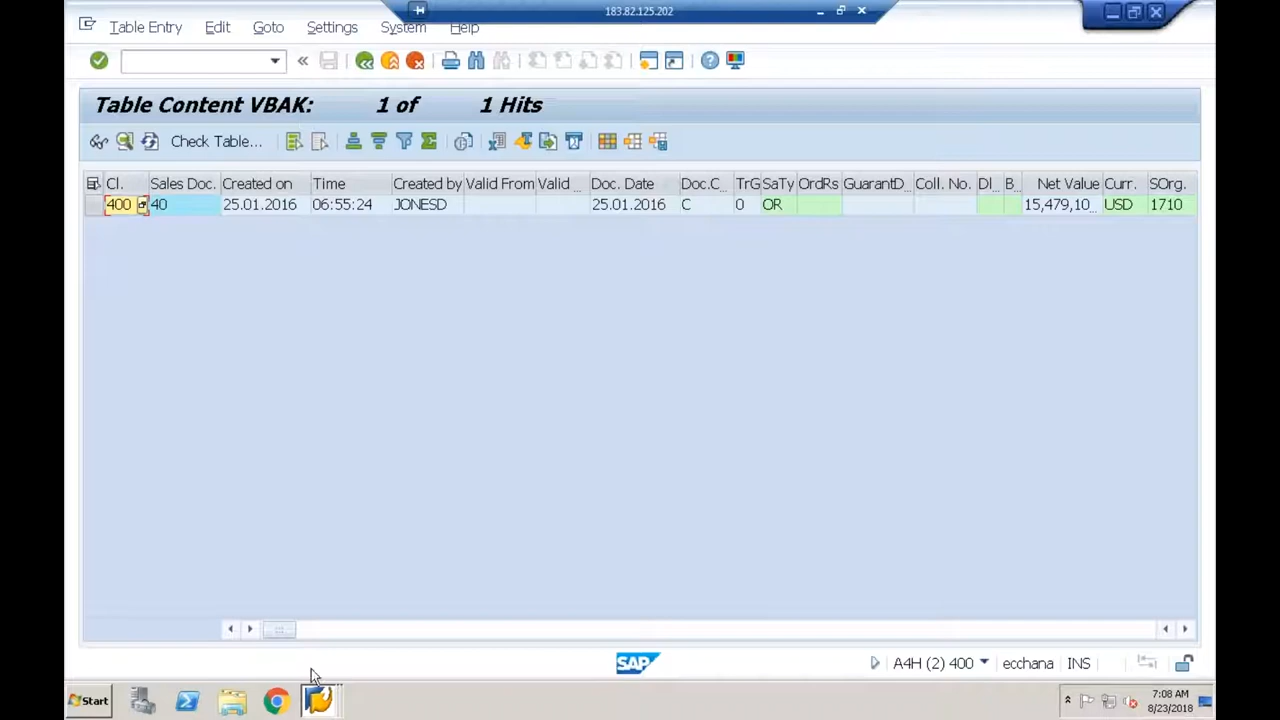 183.82.125.202
Table Entry Edit Goto Settings System Help
Table Content VBAK: 1 of 1 Hits
Check Table...
Cl. Sales Doc. Created on Time Created by Valid From Valid ... Doc. Date Doc.C... TrG SaTy OrdRs GuarantD... Coll. No. Dl... B... Net Value Curr. SOrg.
400 40 25.01.2016 06:55:24 JONESD 25.01.2016 C 0 OR 15,479,10... USD 1710
SAP A4H (2) 400 ecchana INS
Start 7:08 AM
8/23/2018